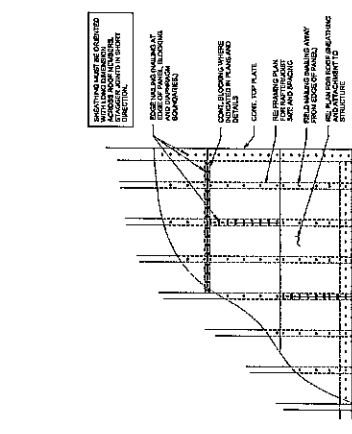 SHEATHING MUST BE ORIENTED
WITH LONG DIMENSION
ACROSS ROOF MEMBERS.
STAGGER JOINTS IN SHORT
DIRECTION.
EDGE NAILING (NAILING AT
EDGE OF PANEL, BLOCKING
AND DIAPHRAGM
BOUNDARIES.)
CONT. BLOCKING WHERE
INDICATED IN PLANS AND
DETAILS
CONT. TOP PLATE
RE: FRAMING PLAN
FOR RAFTER/JOIST
SIZE AND SPACING
FIELD NAILING (NAILING AWAY
FROM EDGE OF PANEL)
RE: PLAN FOR ROOF SHEATHING
AND ATTACHMENT TO
STRUCTURE